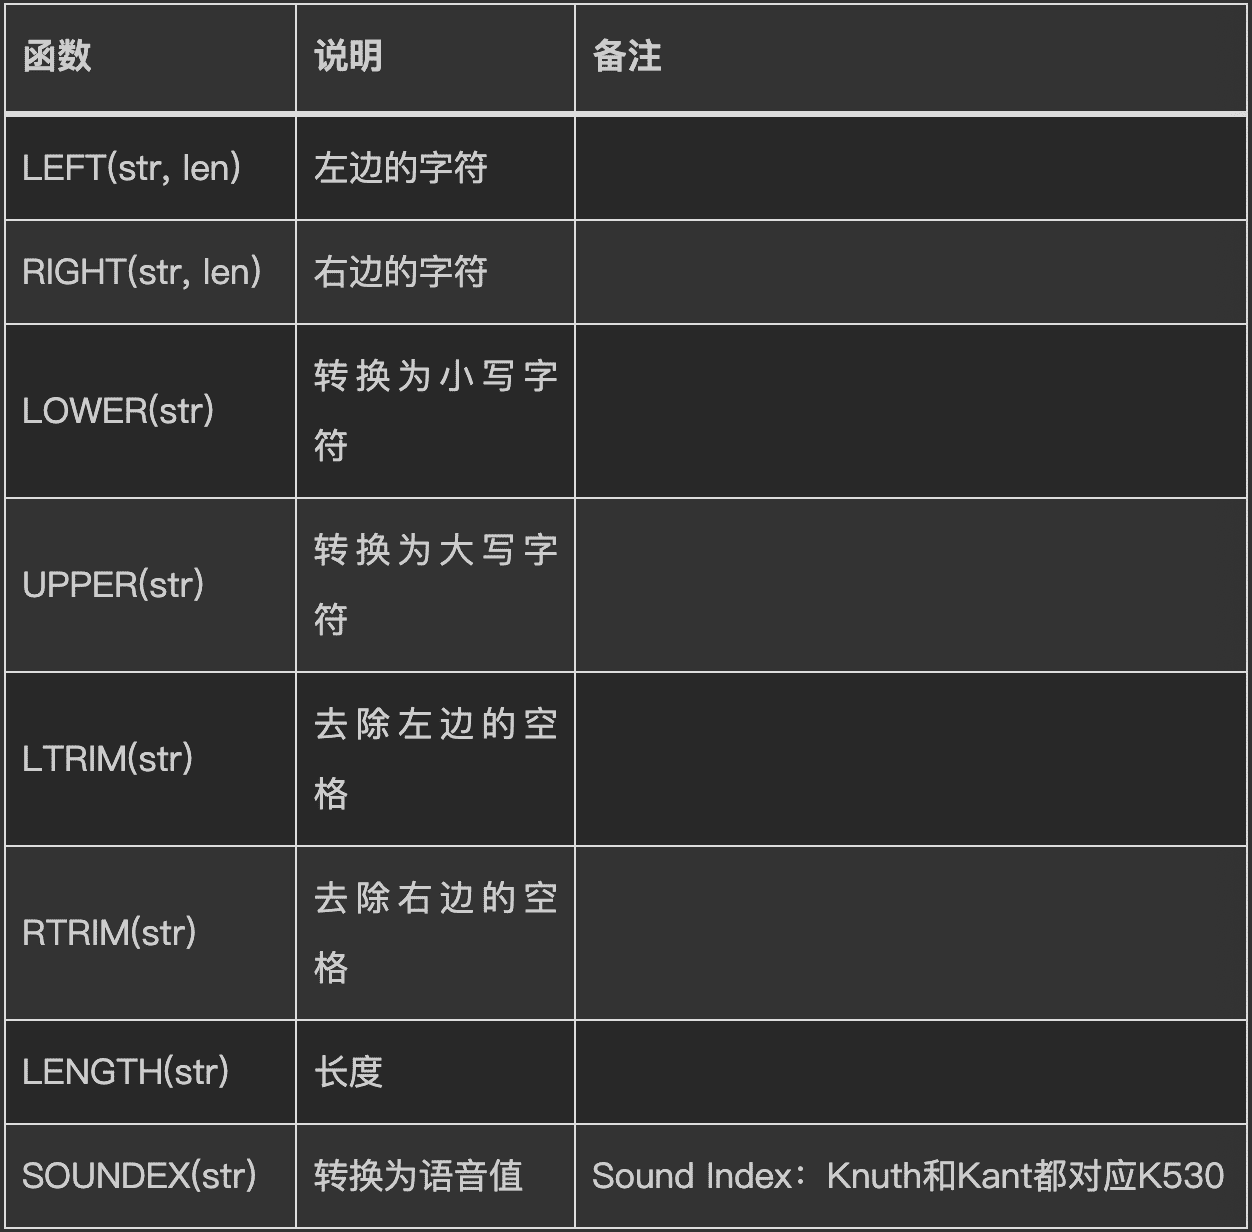 函数 说明 备注
LEFT(str, len) 左边的字符
RIGHT(str, len) 右边的字符
LOWER(str) 转换为小写字
符
UPPER(str) 转换为大写字
符
LTRIM(str) 去除左边的空
格
RTRIM(str) 去除右边的空
格
LENGTH(str) 长度
SOUNDEX(str) 转换为语音值 Sound Index：Knuth和Kant都对应K530